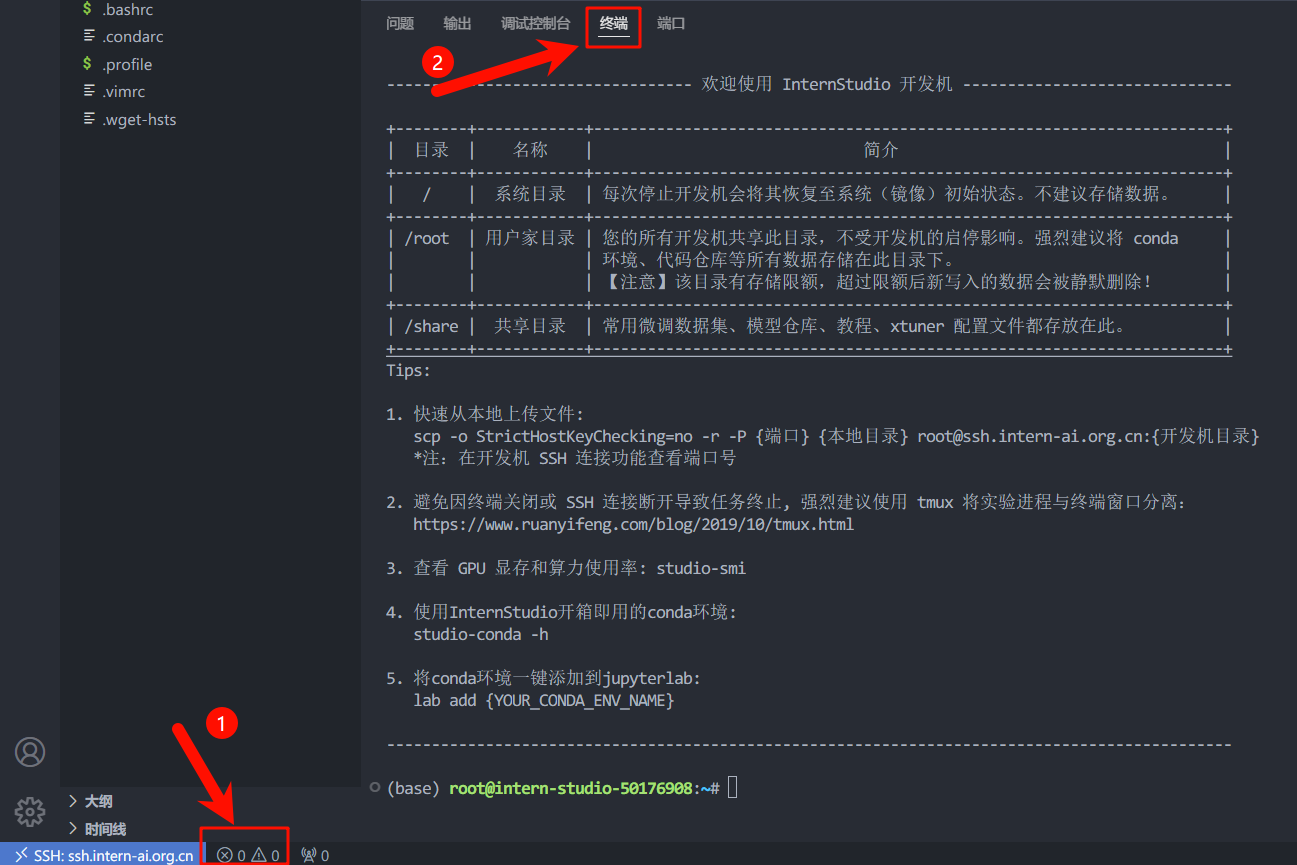 $ .bashrc
.condarc
$ .profile
.vimrc
.wget-hsts
问题 输出 调试控制台 终端 端口
2
---------------------------------- 欢迎使用 InternStudio 开发机 ------------------------------
+--------+------------+----------------------------------------------------------------------+
| 目录 | 名称 | 简介 |
+--------+------------+----------------------------------------------------------------------+
| / | 系统目录 | 每次停止开发机会将其恢复至系统（镜像）初始状态。不建议存储数据。 |
+--------+------------+----------------------------------------------------------------------+
| /root | 用户家目录 | 您的所有开发机共享此目录，不受开发机的启停影响。强烈建议将 conda |
| | | 环境、代码仓库等所有数据存储在此目录下。 |
| | | 【注意】该目录有存储限额，超过限额后新写入的数据会被静默删除！ |
+--------+------------+----------------------------------------------------------------------+
| /share | 共享目录 | 常用微调数据集、模型仓库、教程、xtuner 配置文件都存放在此。 |
+--------+------------+----------------------------------------------------------------------+
Tips:
1. 快速从本地上传文件:
scp -o StrictHostKeyChecking=no -r -P {端口} {本地目录} root@ssh.intern-ai.org.cn:{开发机目录}
*注: 在开发机 SSH 连接功能查看端口号
2. 避免因终端关闭或 SSH 连接断开导致任务终止, 强烈建议使用 tmux 将实验进程与终端窗口分离:
https://www.ruanyifeng.com/blog/2019/10/tmux.html
3. 查看 GPU 显存和算力使用率: studio-smi
4. 使用InternStudio开箱即用的conda环境:
studio-conda -h
5. 将conda环境一键添加到jupyterlab:
lab add {YOUR_CONDA_ENV_NAME}
----------------------------------------------------------------------------------------------
(base) root@intern-studio-50176908:~#
1
大纲
时间线
SSH: ssh.intern-ai.org.cn 0 0 0